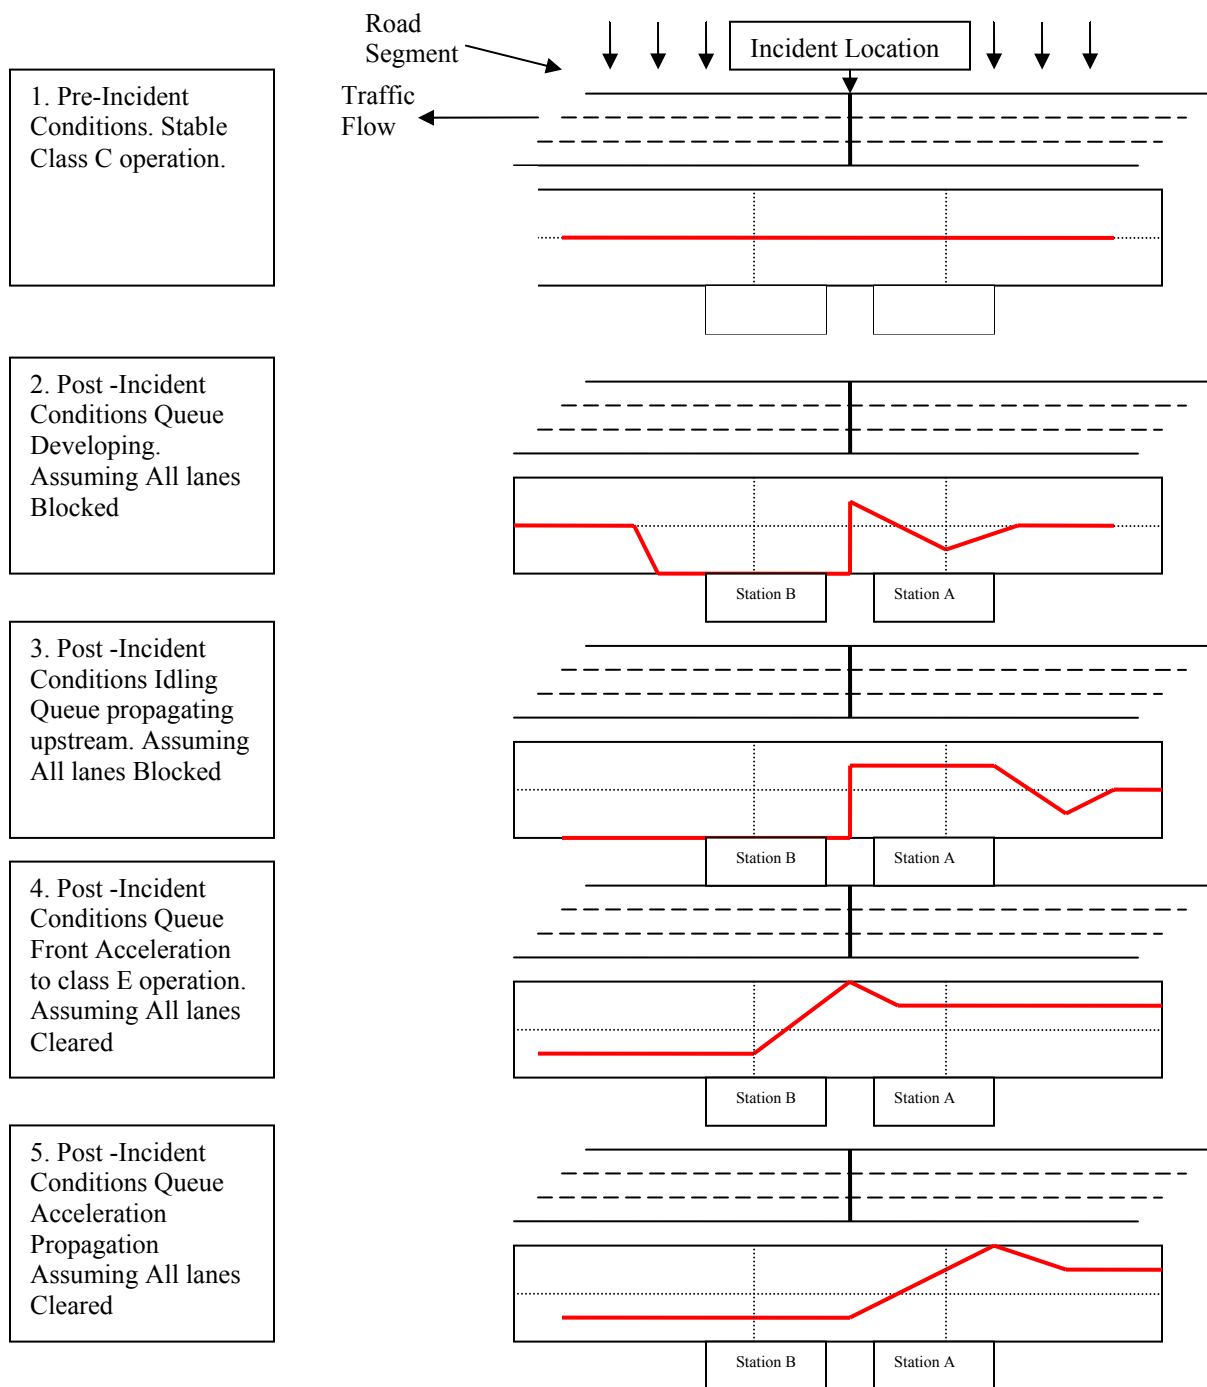 Road
Segment
Incident Location
Traffic
Flow
1. Pre-Incident
Conditions. Stable
Class C operation.
2. Post -Incident
Conditions Queue
Developing.
Assuming All lanes
Blocked
Station B
Station A
3. Post -Incident
Conditions Idling
Queue propagating
upstream. Assuming
All lanes Blocked
Station B
Station A
4. Post -Incident
Conditions Queue
Front Acceleration
to class E operation.
Assuming All lanes
Cleared
Station B
Station A
5. Post -Incident
Conditions Queue
Acceleration
Propagation
Assuming All lanes
Cleared
Station B
Station A